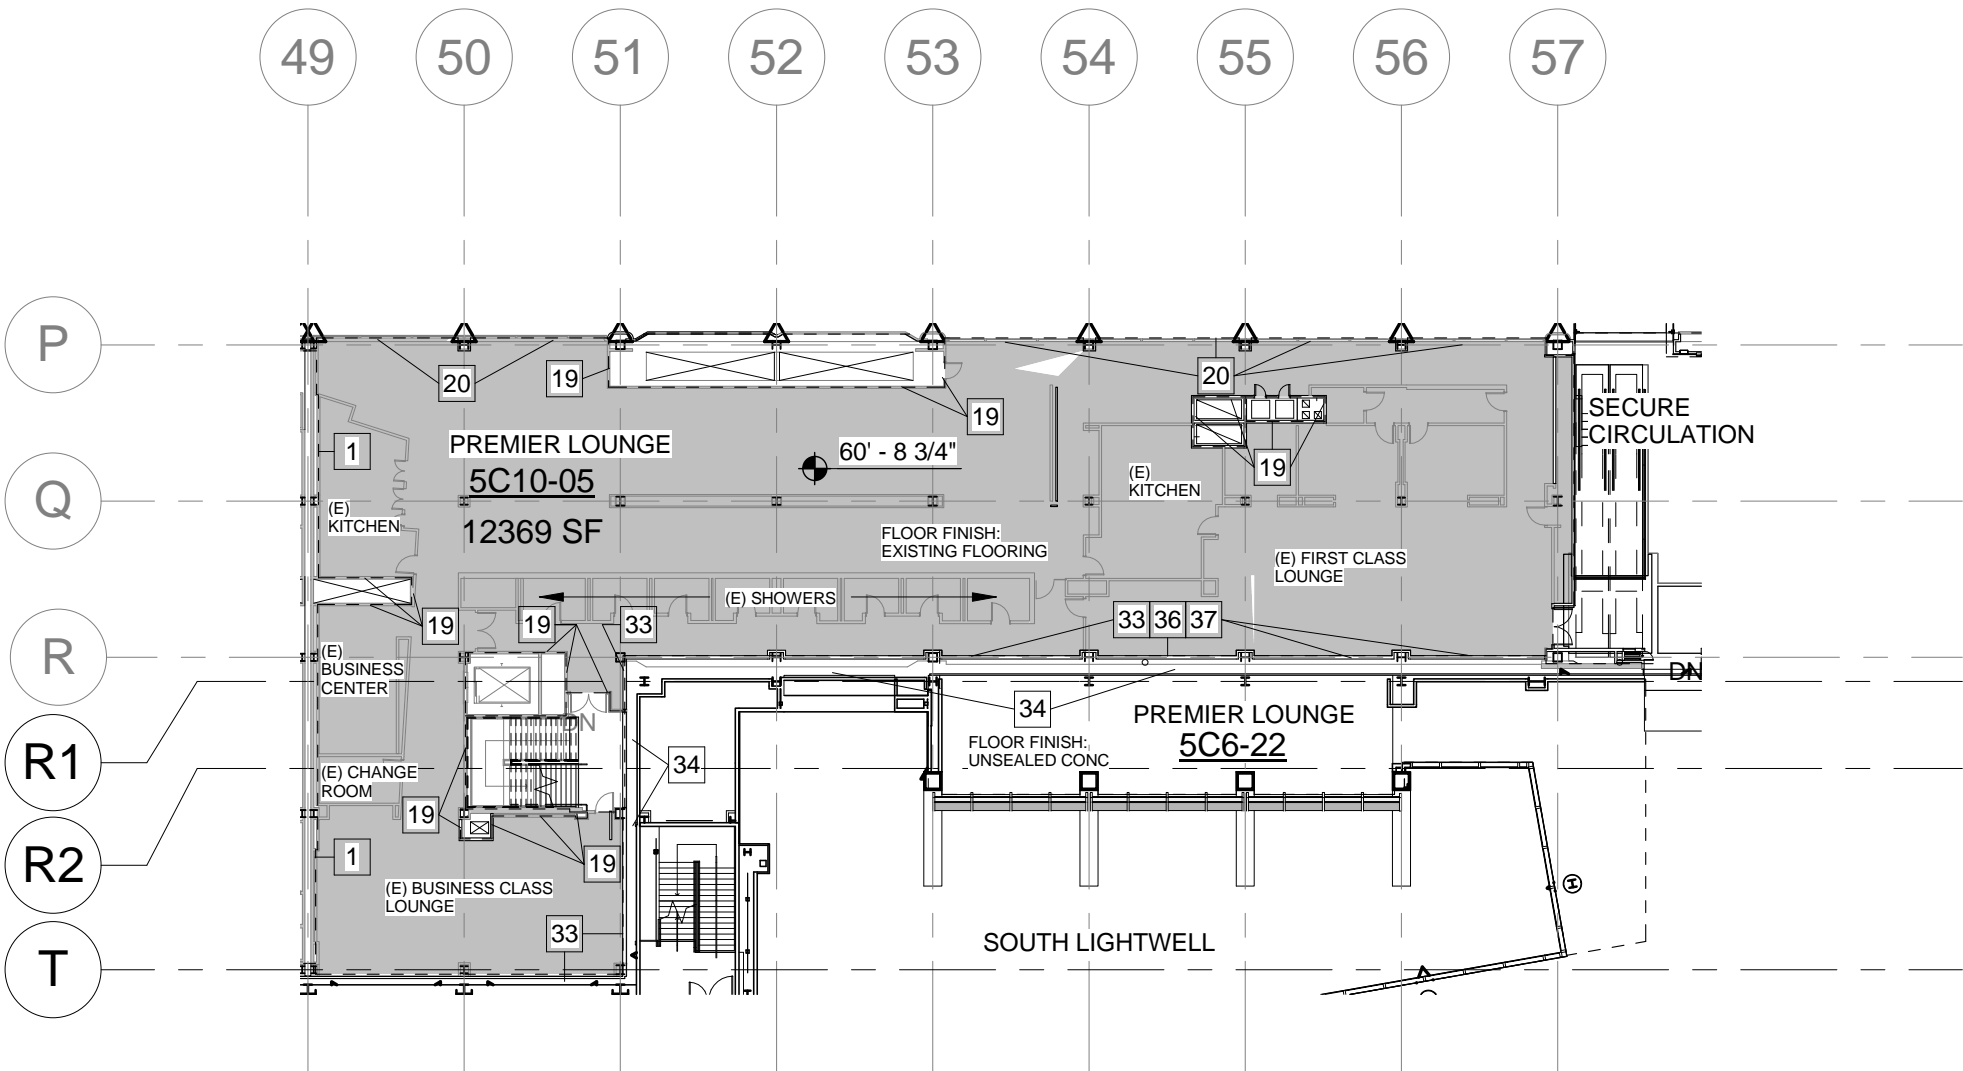 49
50
51
52
53
54
55
56
57
P
20
19
19
20
SECURE
CIRCULATION
1
PREMIER LOUNGE
5C10-05
12369 SF
60' - 8 3/4"
19
(E)
KITCHEN
Q
(E)
KITCHEN
FLOOR FINISH:
EXISTING FLOORING
(E) FIRST CLASS
LOUNGE
(E) SHOWERS
19
19
33
33
36
37
R
(E)
BUSINESS
CENTER
DN
R1
34
PREMIER LOUNGE
5C6-22
FLOOR FINISH:
UNSEALED CONC
DN
34
(E) CHANGE
ROOM
19
R2
1
19
(E) BUSINESS CLASS
LOUNGE
H
33
SOUTH LIGHTWELL
T